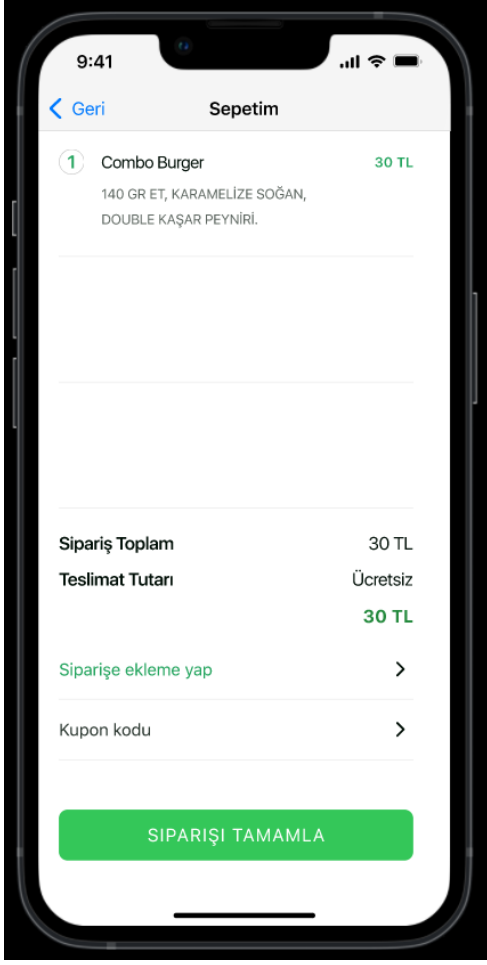 9:41
Geri
Sepetim
1 Combo Burger 30 TL
140 GR ET, KARAMELİZE SOĞAN,
DOUBLE KAŞAR PEYNİRİ.
Sipariş Toplam 30 TL
Teslimat Tutarı Ücretsiz
30 TL
Siparişe ekleme yap
Kupon kodu
SIPARIŞI TAMAMLA